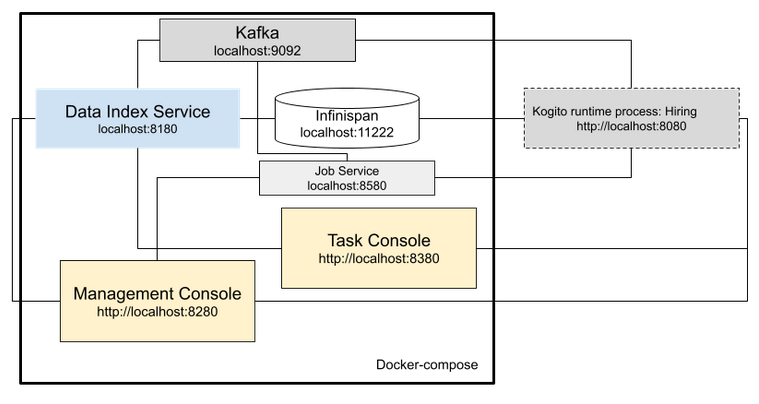 Kafka
localhost:9092
Data Index Service
localhost:8180
Infinispan
localhost:11222
Kogito runtime process: Hiring
http://localhost:8080
Job Service
localhost:8580
Task Console
http://localhost:8380
Management Console
http://localhost:8280
Docker-compose